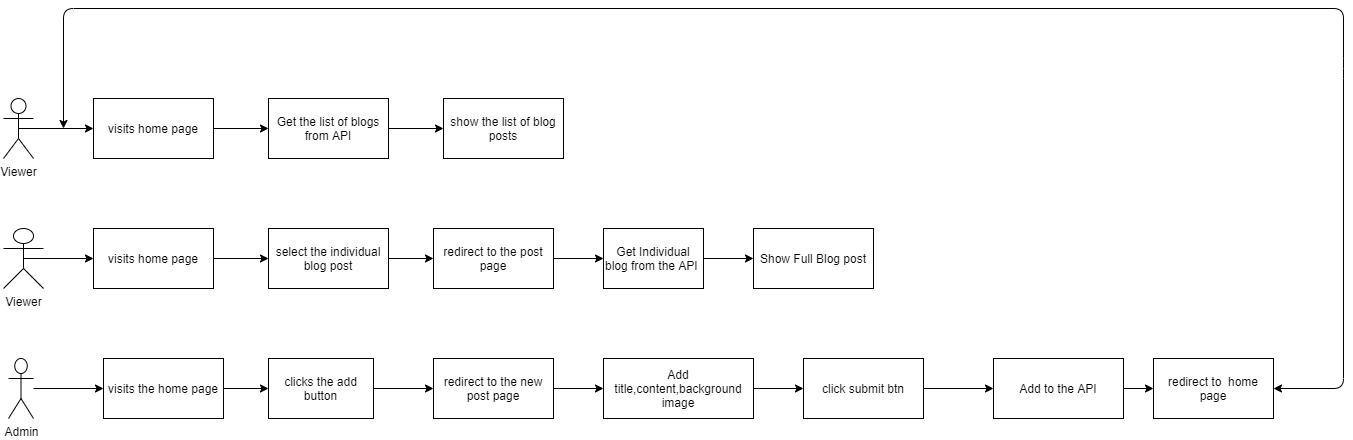 visits home page
Get the list of blogs
from API
show the list of blog
posts
Viewer
visits home page
select the individual
blog post
redirect to the post
page
Get Individual
blog from the API
Show Full Blog post
Viewer
visits the home page
clicks the add
button
redirect to the new
post page
Add
title,content,background
image
click submit btn
Add to the API
redirect to  home
page
Admin